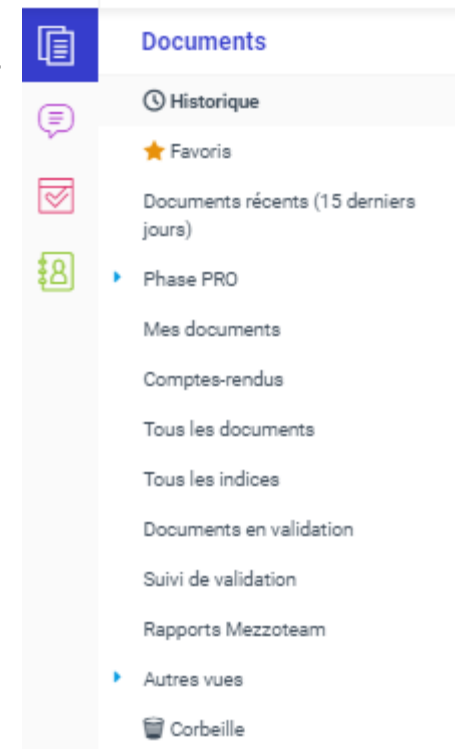 Documents
Historique
Favoris
Documents récents (15 derniers
jours)
Phase PRO
Mes documents
Comptes-rendus
Tous les documents
Tous les indices
Documents en validation
Suivi de validation
Rapports Mezzoteam
Autres vues
Corbeille